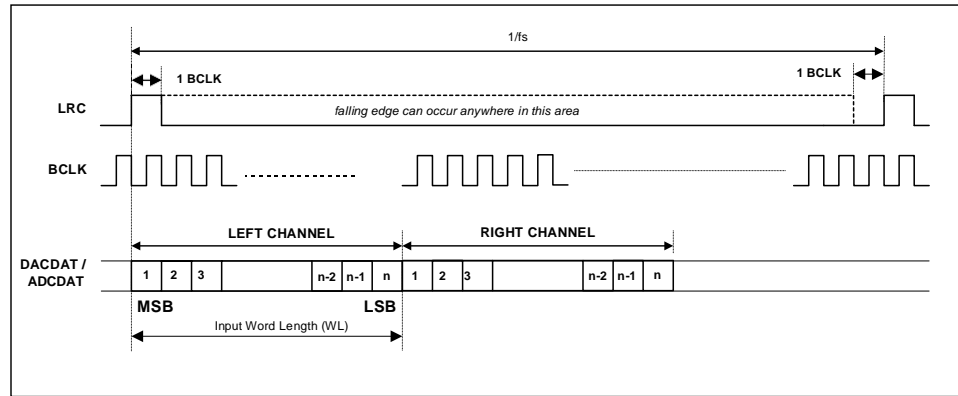 1/fs
1 BCLK
1 BCLK
LRC
falling edge can occur anywhere in this area
BCLK
LEFT CHANNEL
RIGHT CHANNEL
DACDAT /
ADCDAT
1 2 3 n-2 n-1 n 1 2 3 n-2 n-1 n
MSB
LSB
Input Word Length (WL)